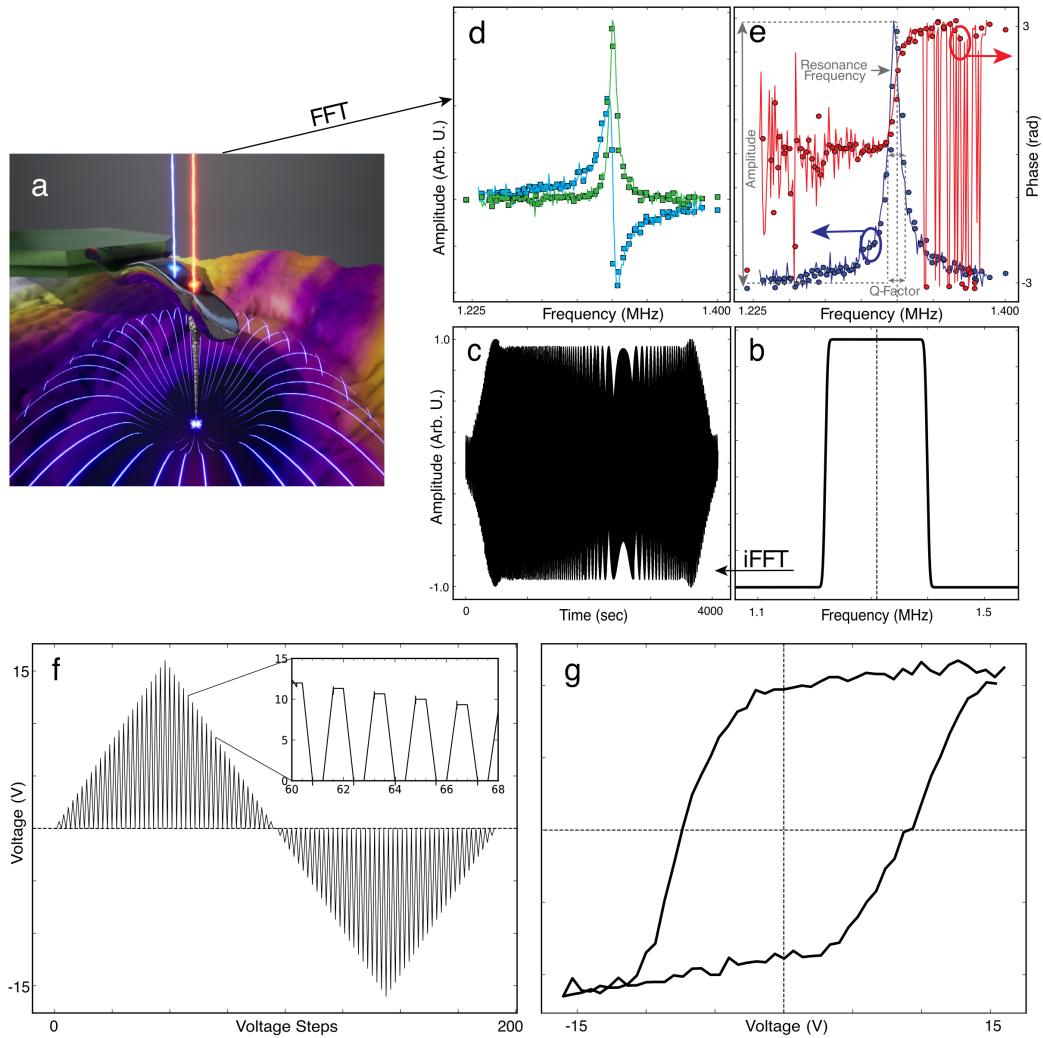 FFT
a
d
Amplitude (Arb. U.)
1.225
Frequency (MHz)
1.400
e
Resonance
Frequency
Amplitude
Q-Factor
3
-3
Phase (rad)
1.225
Frequency (MHz)
1.400
c
1.0
-1.0
Amplitude (Arb. U.)
0
Time (sec)
4000
iFFT
b
1.1
Frequency (MHz)
1.5
f
15
-15
Voltage (V)
0
Voltage Steps
200
15
10
5
0
60
62
64
66
68
g
-15
Voltage (V)
15